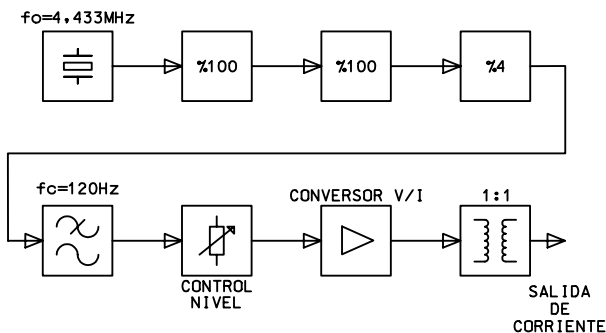 fo=4,433MHz
%100
%100
%4
fc=120Hz
CONVERSOR V/I
1:1
CONTROL
NIVEL
SALIDA
DE
CORRIENTE